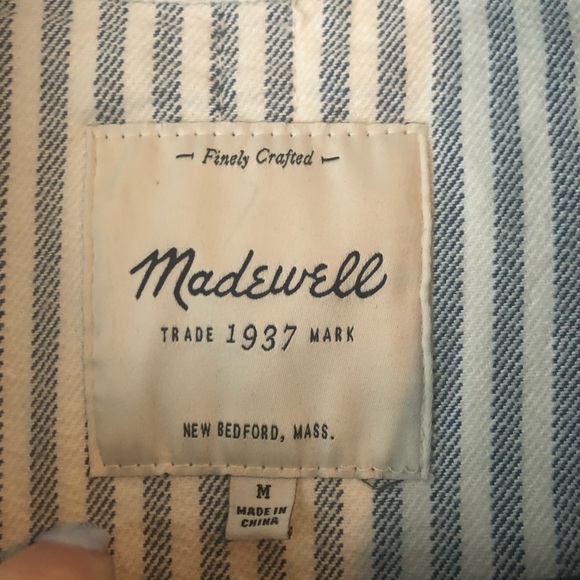 Finely Crafted
Madewell
TRADE 1937 MARK
NEW BEDFORD, MASS.
M
MADE IN
CHINA